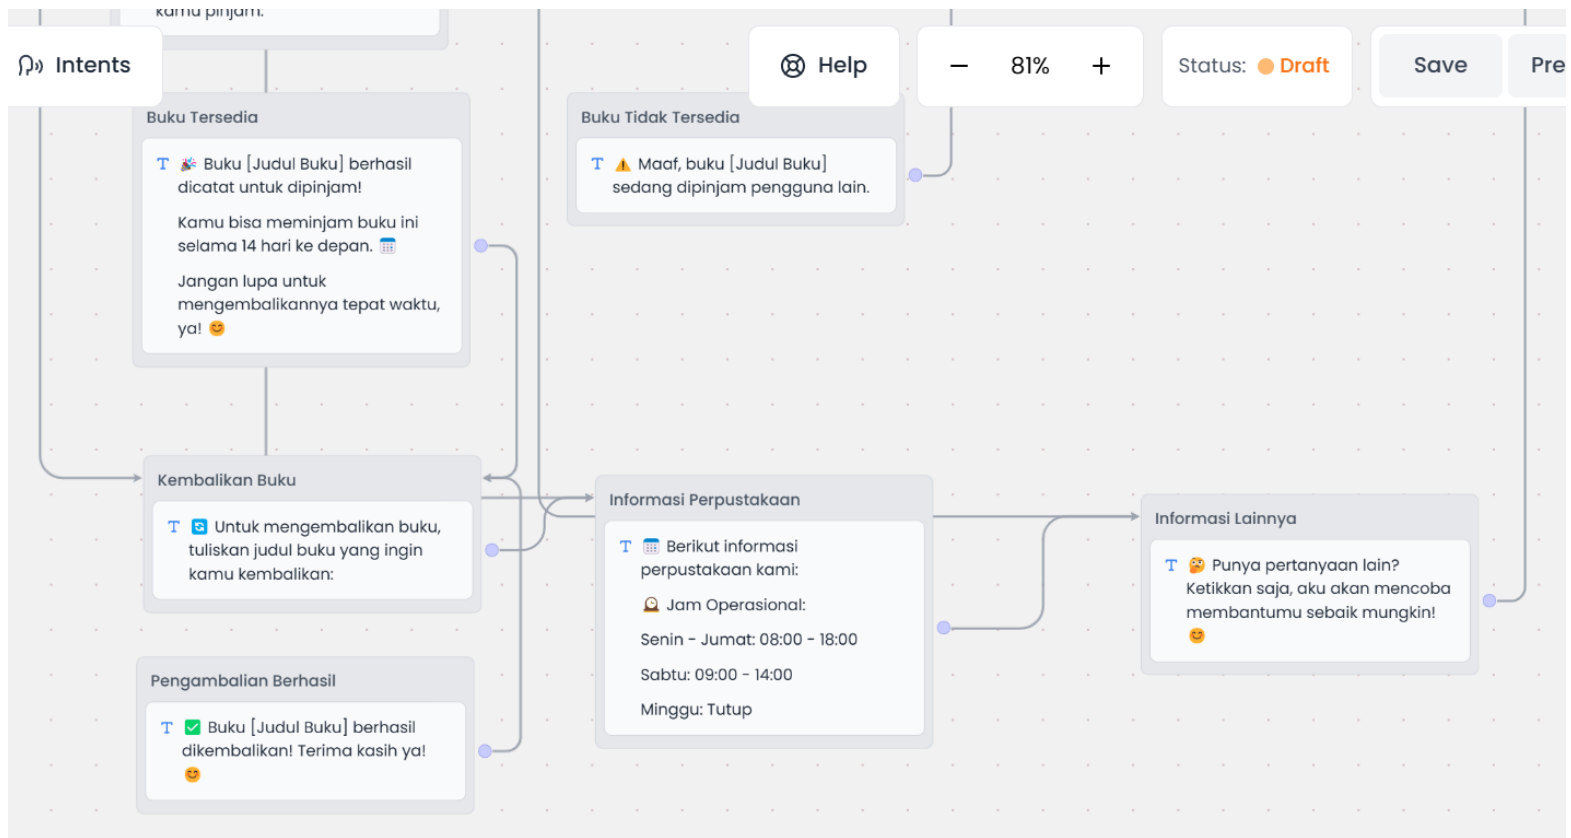 kamu pinjam.
Intents
Help
− 81% +
Status: Draft
Save
Pre
Buku Tersedia
T 🎉 Buku [Judul Buku] berhasil
dicatat untuk dipinjam!
Kamu bisa meminjam buku ini
selama 14 hari ke depan. 📅
Jangan lupa untuk
mengembalikannya tepat waktu,
ya! 😊
Buku Tidak Tersedia
T ⚠️ Maaf, buku [Judul Buku]
sedang dipinjam pengguna lain.
Kembalikan Buku
T 🔄 Untuk mengembalikan buku,
tuliskan judul buku yang ingin
kamu kembalikan:
Pengambalian Berhasil
T ✅ Buku [Judul Buku] berhasil
dikembalikan! Terima kasih ya!
😊
Informasi Perpustakaan
T 📅 Berikut informasi
perpustakaan kami:
🕰️ Jam Operasional:
Senin - Jumat: 08:00 - 18:00
Sabtu: 09:00 - 14:00
Minggu: Tutup
Informasi Lainnya
T 🤔 Punya pertanyaan lain?
Ketikkan saja, aku akan mencoba
membantumu sebaik mungkin!
😊